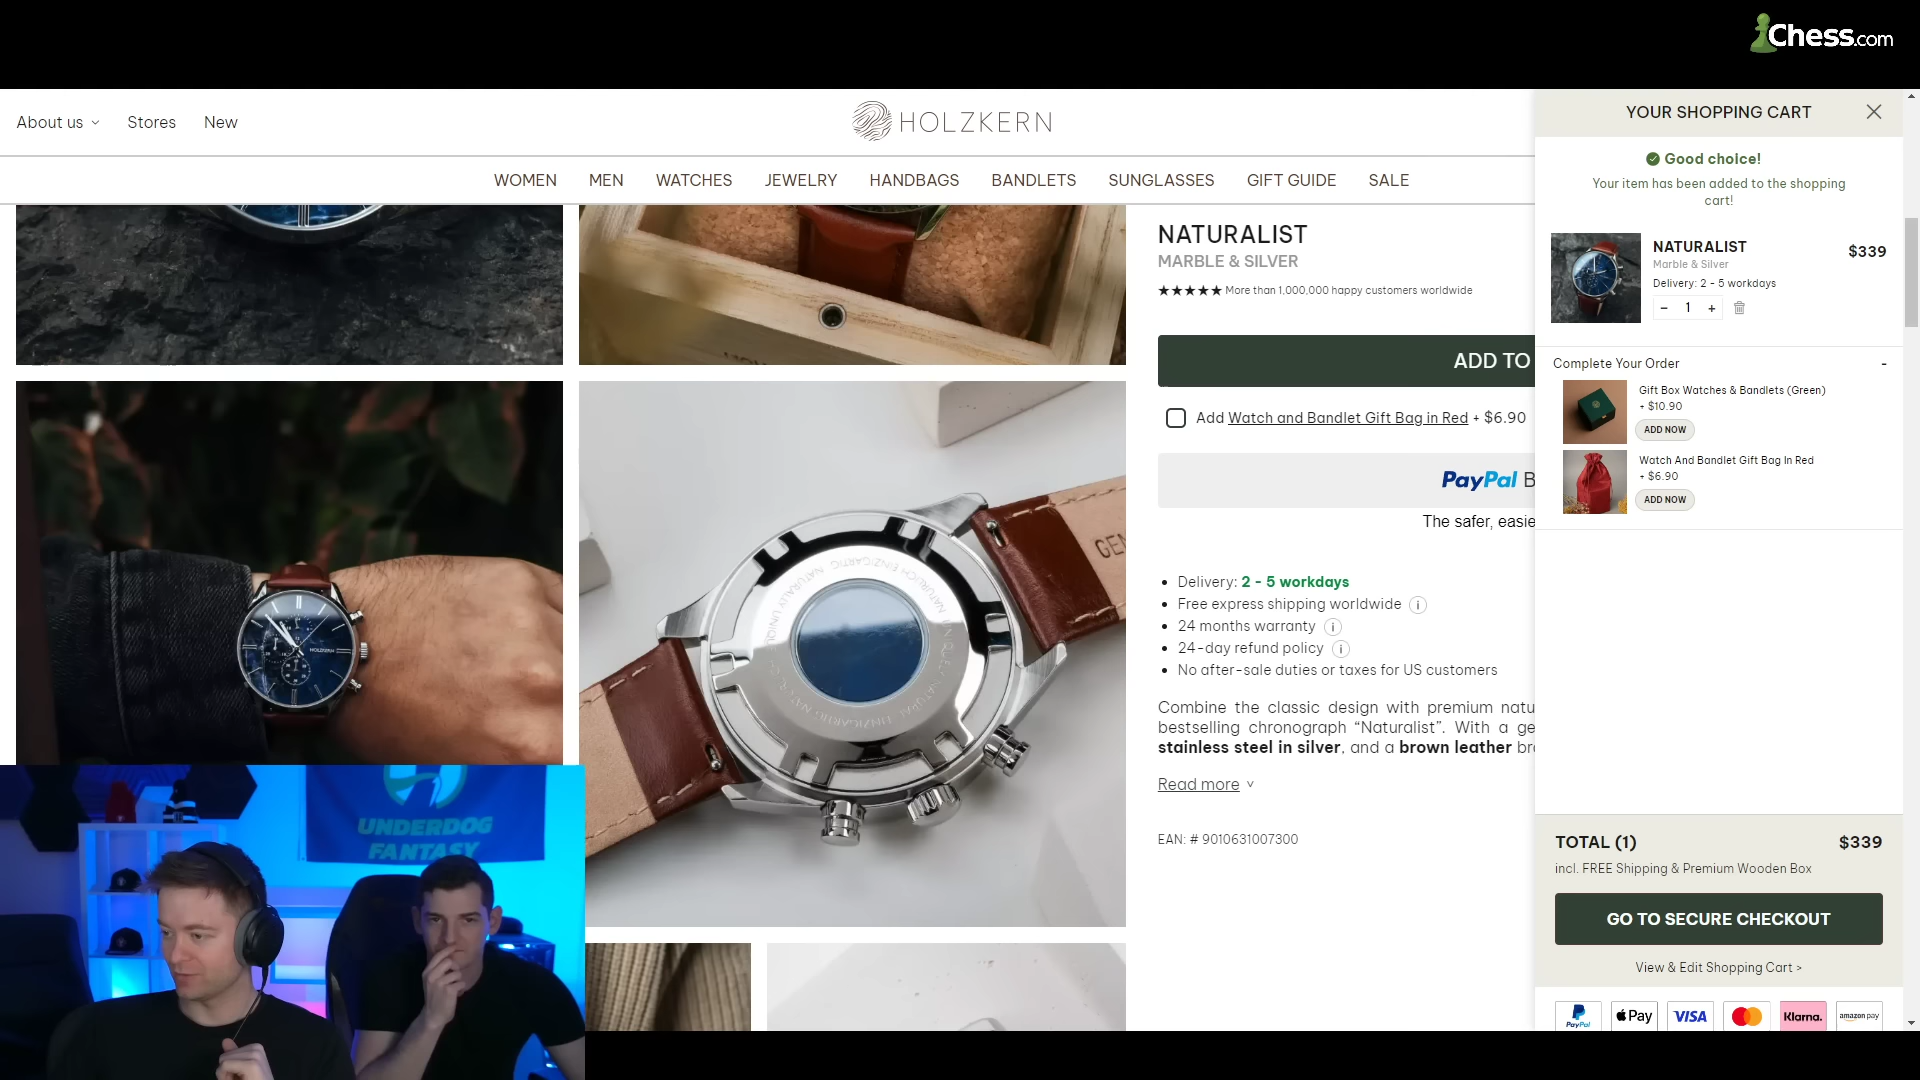 Chess.com
About us
Stores
New
HOLZKERN
WOMEN
MEN
WATCHES
JEWELRY
HANDBAGS
BANDLETS
SUNGLASSES
GIFT GUIDE
SALE
NATURALIST
MARBLE & SILVER
★★★★★ More than 1,000,000 happy customers worldwide
ADD TO
Add Watch and Bandlet Gift Bag in Red + $6.90
PayPal B
The safer, easie
• Delivery: 2 - 5 workdays
• Free express shipping worldwide i
• 24 months warranty i
• 24-day refund policy i
• No after-sale duties or taxes for US customers
Combine the classic design with premium natu
bestselling chronograph “Naturalist”. With a ge
stainless steel in silver, and a brown leather br
Read more
EAN: # 9010631007300
YOUR SHOPPING CART
Good choice!
Your item has been added to the shopping
cart!
NATURALIST
$339
Marble & Silver
Delivery: 2 - 5 workdays
− 1 +
Complete Your Order -
Gift Box Watches & Bandlets (Green)
+ $10.90
ADD NOW
Watch And Bandlet Gift Bag In Red
+ $6.90
ADD NOW
TOTAL (1) $339
incl. FREE Shipping & Premium Wooden Box
GO TO SECURE CHECKOUT
View & Edit Shopping Cart >
PayPal
Pay
VISA
Klarna.
amazon pay
HOLZKERN
GEN
UNDERDOG
FANTASY